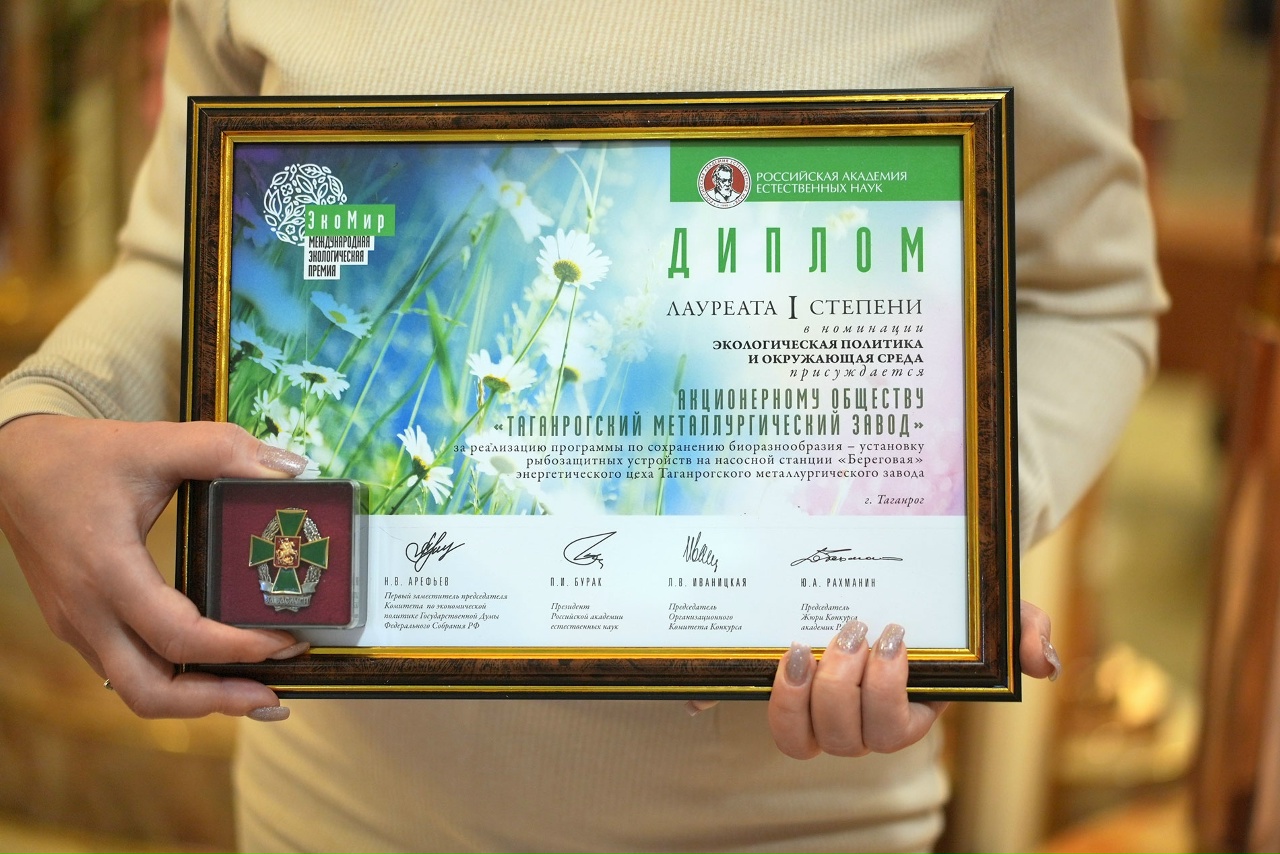 ЭкоМир
МЕЖДУНАРОДНАЯ
ЭКОЛОГИЧЕСКАЯ
ПРЕМИЯ
РОССИЙСКАЯ АКАДЕМИЯ
ЕСТЕСТВЕННЫХ НАУК
ДИПЛОМ
ЛАУРЕАТА I СТЕПЕНИ
в номинации
ЭКОЛОГИЧЕСКАЯ ПОЛИТИКА
И ОКРУЖАЮЩАЯ СРЕДА
присуждается
АКЦИОНЕРНОМУ ОБЩЕСТВУ
«ТАГАНРОГСКИЙ МЕТАЛЛУРГИЧЕСКИЙ ЗАВОД»
за реализацию программы по сохранению биоразнообразия – установку
рыбозащитных устройств на насосной станции «Береговая»
энергетического цеха Таганрогского металлургического завода
г. Таганрог
Н.В. АРЕФЬЕВ
Первый заместитель председателя
Комитета по экономической
политике Государственной Думы
Федерального Собрания РФ
П.И. БУРАК
Президент
Российской академии
естественных наук
Л.В. ИВАНИЦКАЯ
Председатель
Организационного
Комитета Конкурса
Ю.А. РАХМАНИН
Председатель
Жюри Конкурса
академик